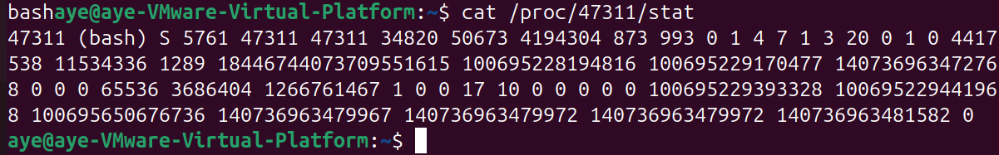 bashaye@aye-VMware-Virtual-Platform:~$ cat /proc/47311/stat
47311 (bash) S 5761 47311 47311 34820 50673 4194304 873 993 0 1 4 7 1 3 20 0 1 0 4417
538 11534336 1289 18446744073709551615 100695228194816 100695229170477 14073696347276
8 0 0 0 65536 3686404 1266761467 1 0 0 17 10 0 0 0 0 0 100695229393328 10069522944196
8 100695650676736 140736963479967 140736963479972 140736963479972 140736963481582 0
aye@aye-VMware-Virtual-Platform:~$